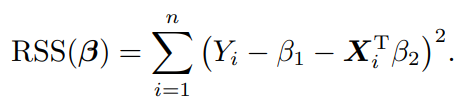 RSS(β) = ∑_{i=1}^{n} (Y_i − β_1 − X_i^T β_2)^2.